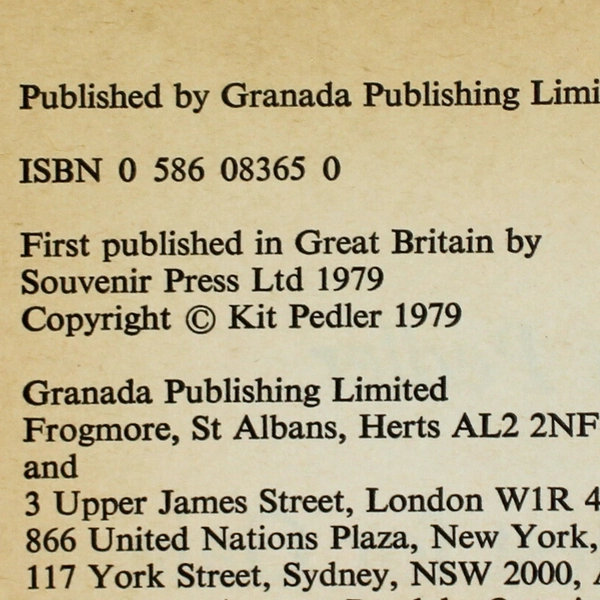 Published by Granada Publishing Limi
ISBN 0 586 08365 0
First published in Great Britain by
Souvenir Press Ltd 1979
Copyright © Kit Pedler 1979
Granada Publishing Limited
Frogmore, St Albans, Herts AL2 2NF
and
3 Upper James Street, London W1R 4
866 United Nations Plaza, New York,
117 York Street, Sydney, NSW 2000,